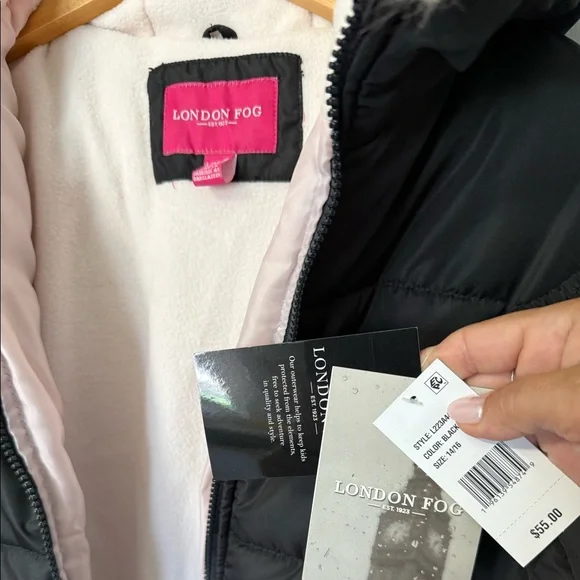 LONDON FOG
EST. 1923
Our outerwear helps to keep kids
protected from the elements,
free to seek adventure
in quality and style.
LONDON
EST. 1923
LONDON FOG
EST. 1923
STYLE: L223A4
COLOR: BLACK
SIZE: 14/16
$55.00